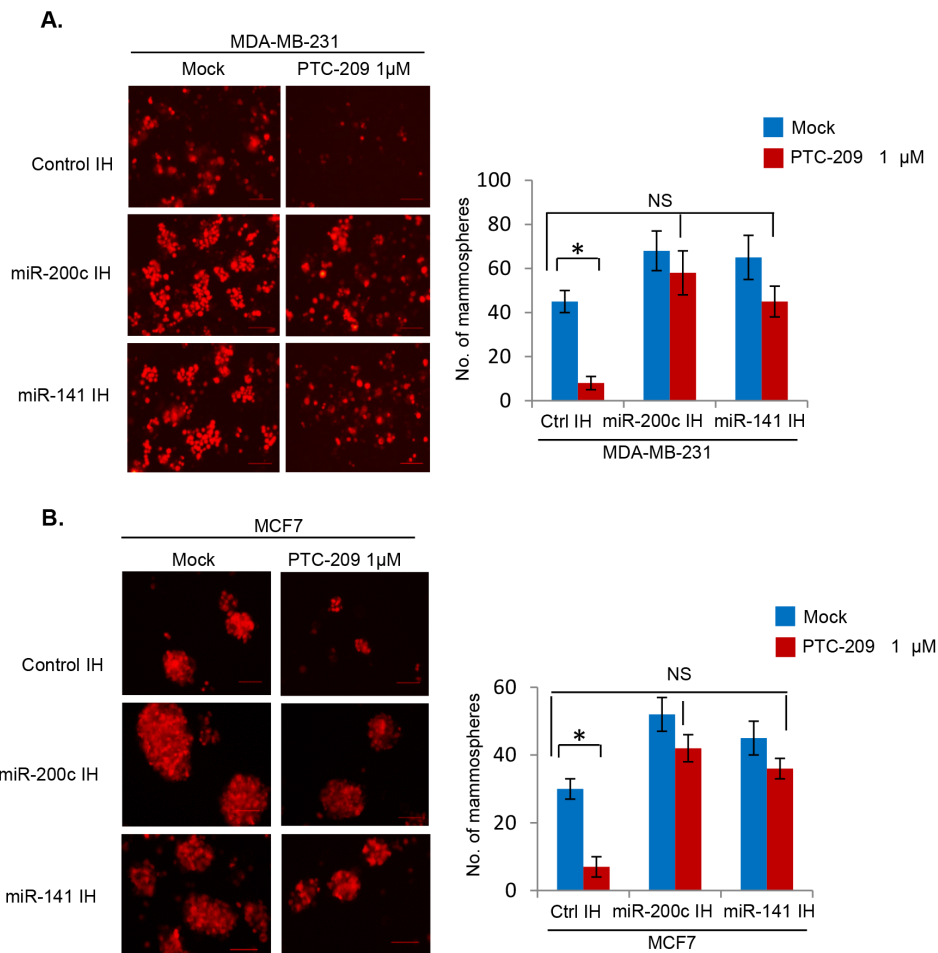 A.
MDA-MB-231
Mock PTC-209 1µM
Control IH
miR-200c IH
miR-141 IH
Mock
PTC-209 1 µM
No. of mammospheres
100
80
60
40
20
0
NS
*
Ctrl IH miR-200c IH miR-141 IH
MDA-MB-231
B.
MCF7
Mock PTC-209 1µM
Control IH
miR-200c IH
miR-141 IH
Mock
PTC-209 1 µM
No. of mammospheres
60
40
20
0
NS
*
Ctrl IH miR-200c IH miR-141 IH
MCF7